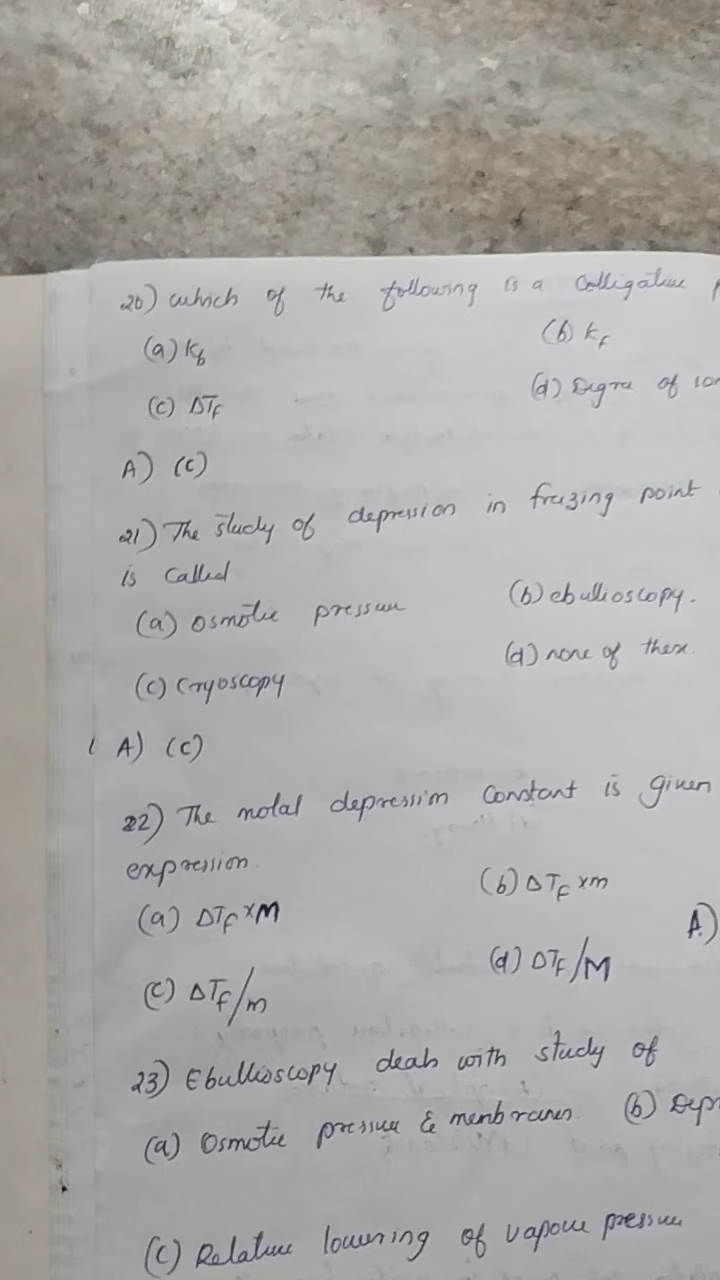 20) which of the following is a colligative
(a) Kb (b) Kf
(c) ΔTf (d) Degree of
A) (c)
21) The study of depression in freezing point
is called
(a) osmotic pressure (b) ebullioscopy.
(c) Cryoscopy (d) none of these
A) (c)
22) The molal depression constant is given
expression
(a) ΔTf × M (b) ΔTf × m
A)
(c) ΔTf/m (d) ΔTf/M
23) Ebullioscopy deals with study of
(a) Osmotic pressure & menbranes (b)
(c) Relative lowering of vapour pressure